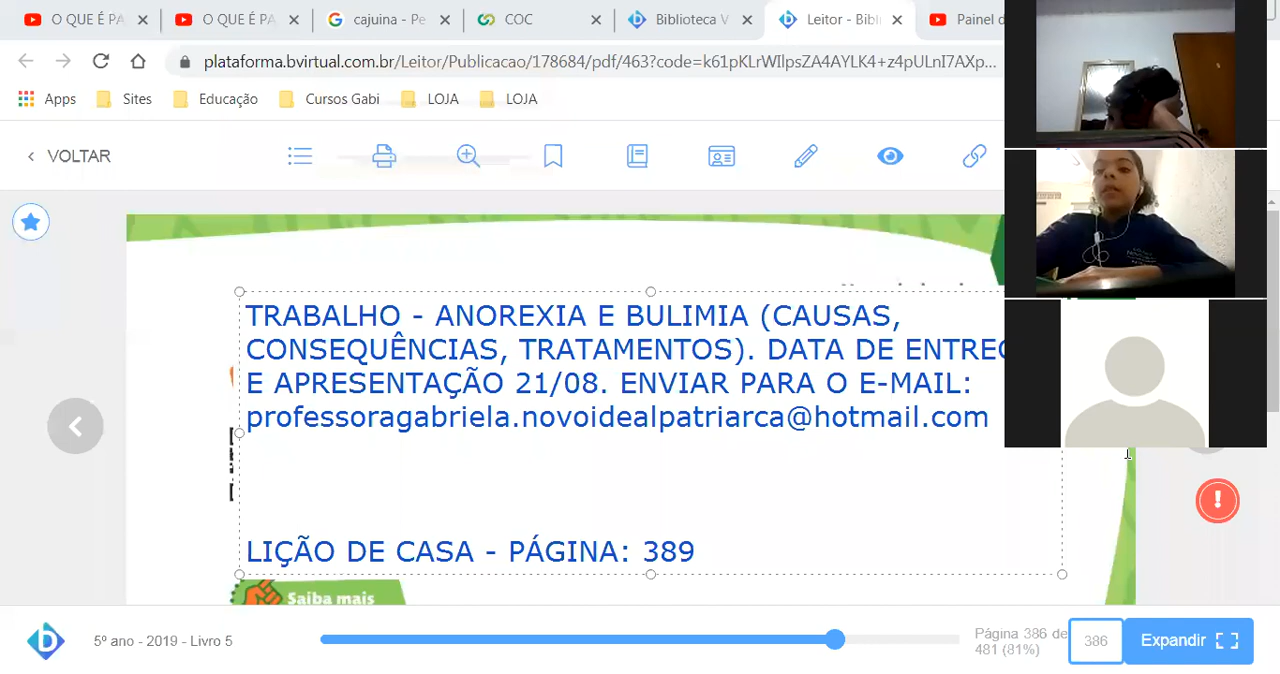 O QUE É PA
O QUE É PA
cajuina - Pe
COC
Biblioteca V
Leitor - Bibl
Painel de
plataforma.bvirtual.com.br/Leitor/Publicacao/178684/pdf/463?code=k61pKLrWIlpsZA4AYLK4+z4pULnI7AXp...
Apps
Sites
Educação
Cursos Gabi
LOJA
LOJA
VOLTAR
TRABALHO - ANOREXIA E BULIMIA (CAUSAS,
CONSEQUÊNCIAS, TRATAMENTOS). DATA DE ENTREG
E APRESENTAÇÃO 21/08. ENVIAR PARA O E-MAIL:
professoragabriela.novoidealpatriarca@hotmail.com
LIÇÃO DE CASA - PÁGINA: 389
Saiba mais
5º ano - 2019 - Livro 5
Página 386 de
481 (81%)
386
Expandir